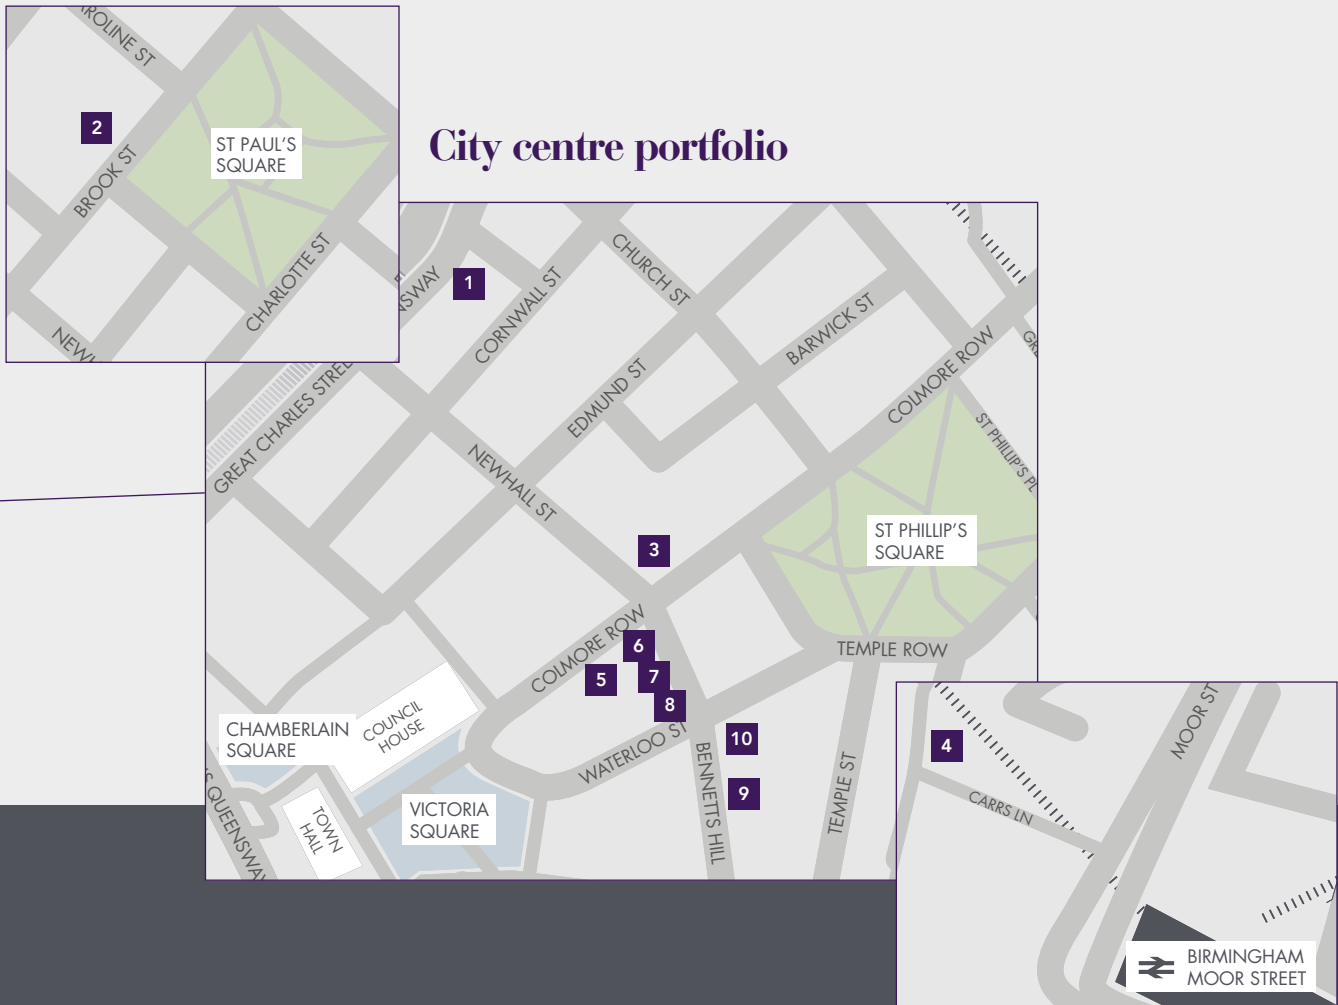 City centre portfolio
ROLINE ST
2
BROOK ST
ST PAUL'S
SQUARE
CHARLOTTE ST
NEW
NSWAY
1
CORNWALL ST
CHURCH ST
BARWICK ST
EDMUND ST
COLMORE ROW
GREAT CHARLES STREE
NEWHALL ST
ST PHILLIP'S PL
ST PHILLIP'S
SQUARE
3
COLMORE ROW
6
5
7
8
TEMPLE ROW
CHAMBERLAIN
SQUARE
COUNCIL
HOUSE
WATERLOO ST
10
9
BENNETTS HILL
TEMPLE ST
VICTORIA
SQUARE
TOWN
HALL
'S QUEENSWAY
4
CARRS LN
MOOR ST
BIRMINGHAM
MOOR STREET